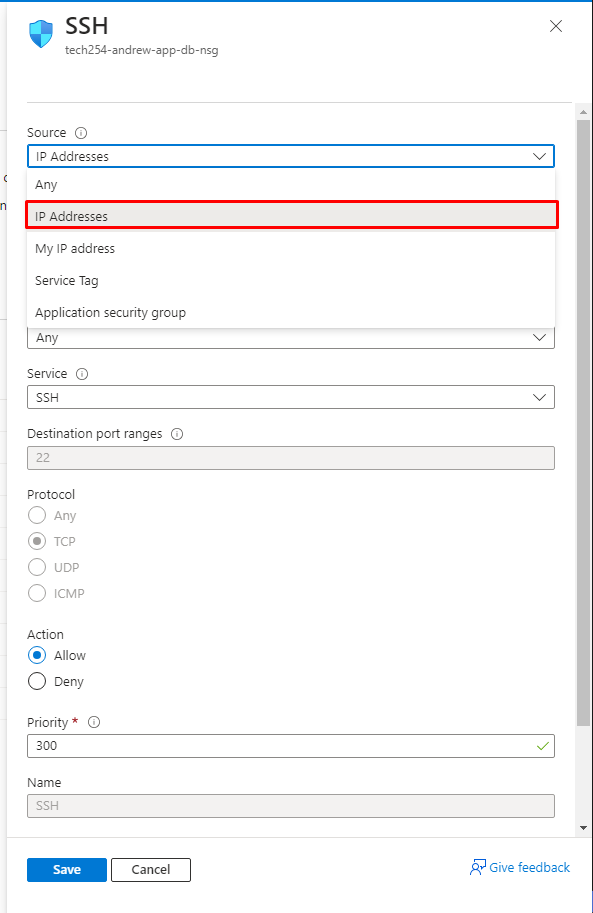 SSH
tech254-andrew-app-db-nsg
Source
IP Addresses
Any
IP Addresses
My IP address
Service Tag
Application security group
Any
Service
SSH
Destination port ranges
22
Protocol
Any
TCP
UDP
ICMP
Action
Allow
Deny
Priority *
300
Name
SSH
Save Cancel Give feedback